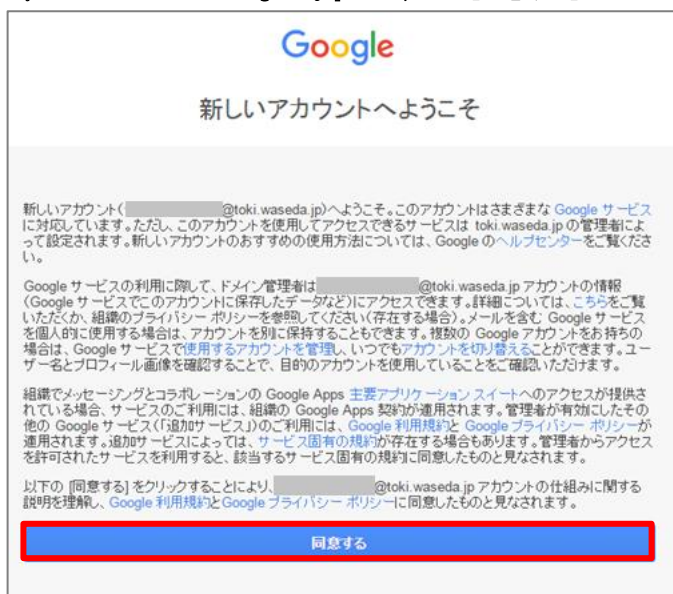 Google
新しいアカウントへようこそ
新しいアカウント( @toki.waseda.jp)へようこそ。このアカウントはさまざまな Google サービス
に対応しています。ただし、このアカウントを使用してアクセスできるサービスは toki.waseda.jp の管理者によ
って設定されます。新しいアカウントのおすすめの使用方法については、Google のヘルプセンターをご覧くださ
い。
Google サービスの利用に際して、ドメイン管理者は @toki.waseda.jp アカウントの情報
(Google サービスでこのアカウントに保存したデータなど)にアクセスできます。詳細については、こちらをご覧
いただくか、組織のプライバシー ポリシーを参照してください(存在する場合)。メールを含む Google サービス
を個人的に使用する場合は、アカウントを別に保持することもできます。複数の Google アカウントをお持ちの
場合は、Google サービスで使用するアカウントを管理し、いつでもアカウントを切り替えることができます。ユー
ザー名とプロフィール画像を確認することで、目的のアカウントを使用していることをご確認いただけます。
組織でメッセージングとコラボレーションの Google Apps 主要アプリケーション スイートへのアクセスが提供さ
れている場合、サービスのご利用には、組織の Google Apps 契約が適用されます。管理者が有効にしたその
他の Google サービス(「追加サービス」)のご利用には、Google 利用規約と Google プライバシー ポリシーが
適用されます。追加サービスによっては、サービス固有の規約が存在する場合もあります。管理者からアクセス
を許可されたサービスを利用すると、該当するサービス固有の規約に同意したものと見なされます。
以下の [同意する] をクリックすることにより、 @toki.waseda.jp アカウントの仕組みに関する
説明を理解し、Google 利用規約とGoogle プライバシー ポリシーに同意したものと見なされます。
同意する